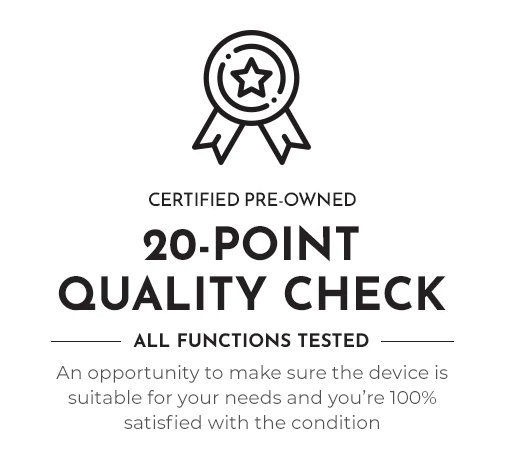 CERTIFIED PRE-OWNED
20-POINT
QUALITY CHECK
ALL FUNCTIONS TESTED
An opportunity to make sure the device is
suitable for your needs and you’re 100%
satisfied with the condition